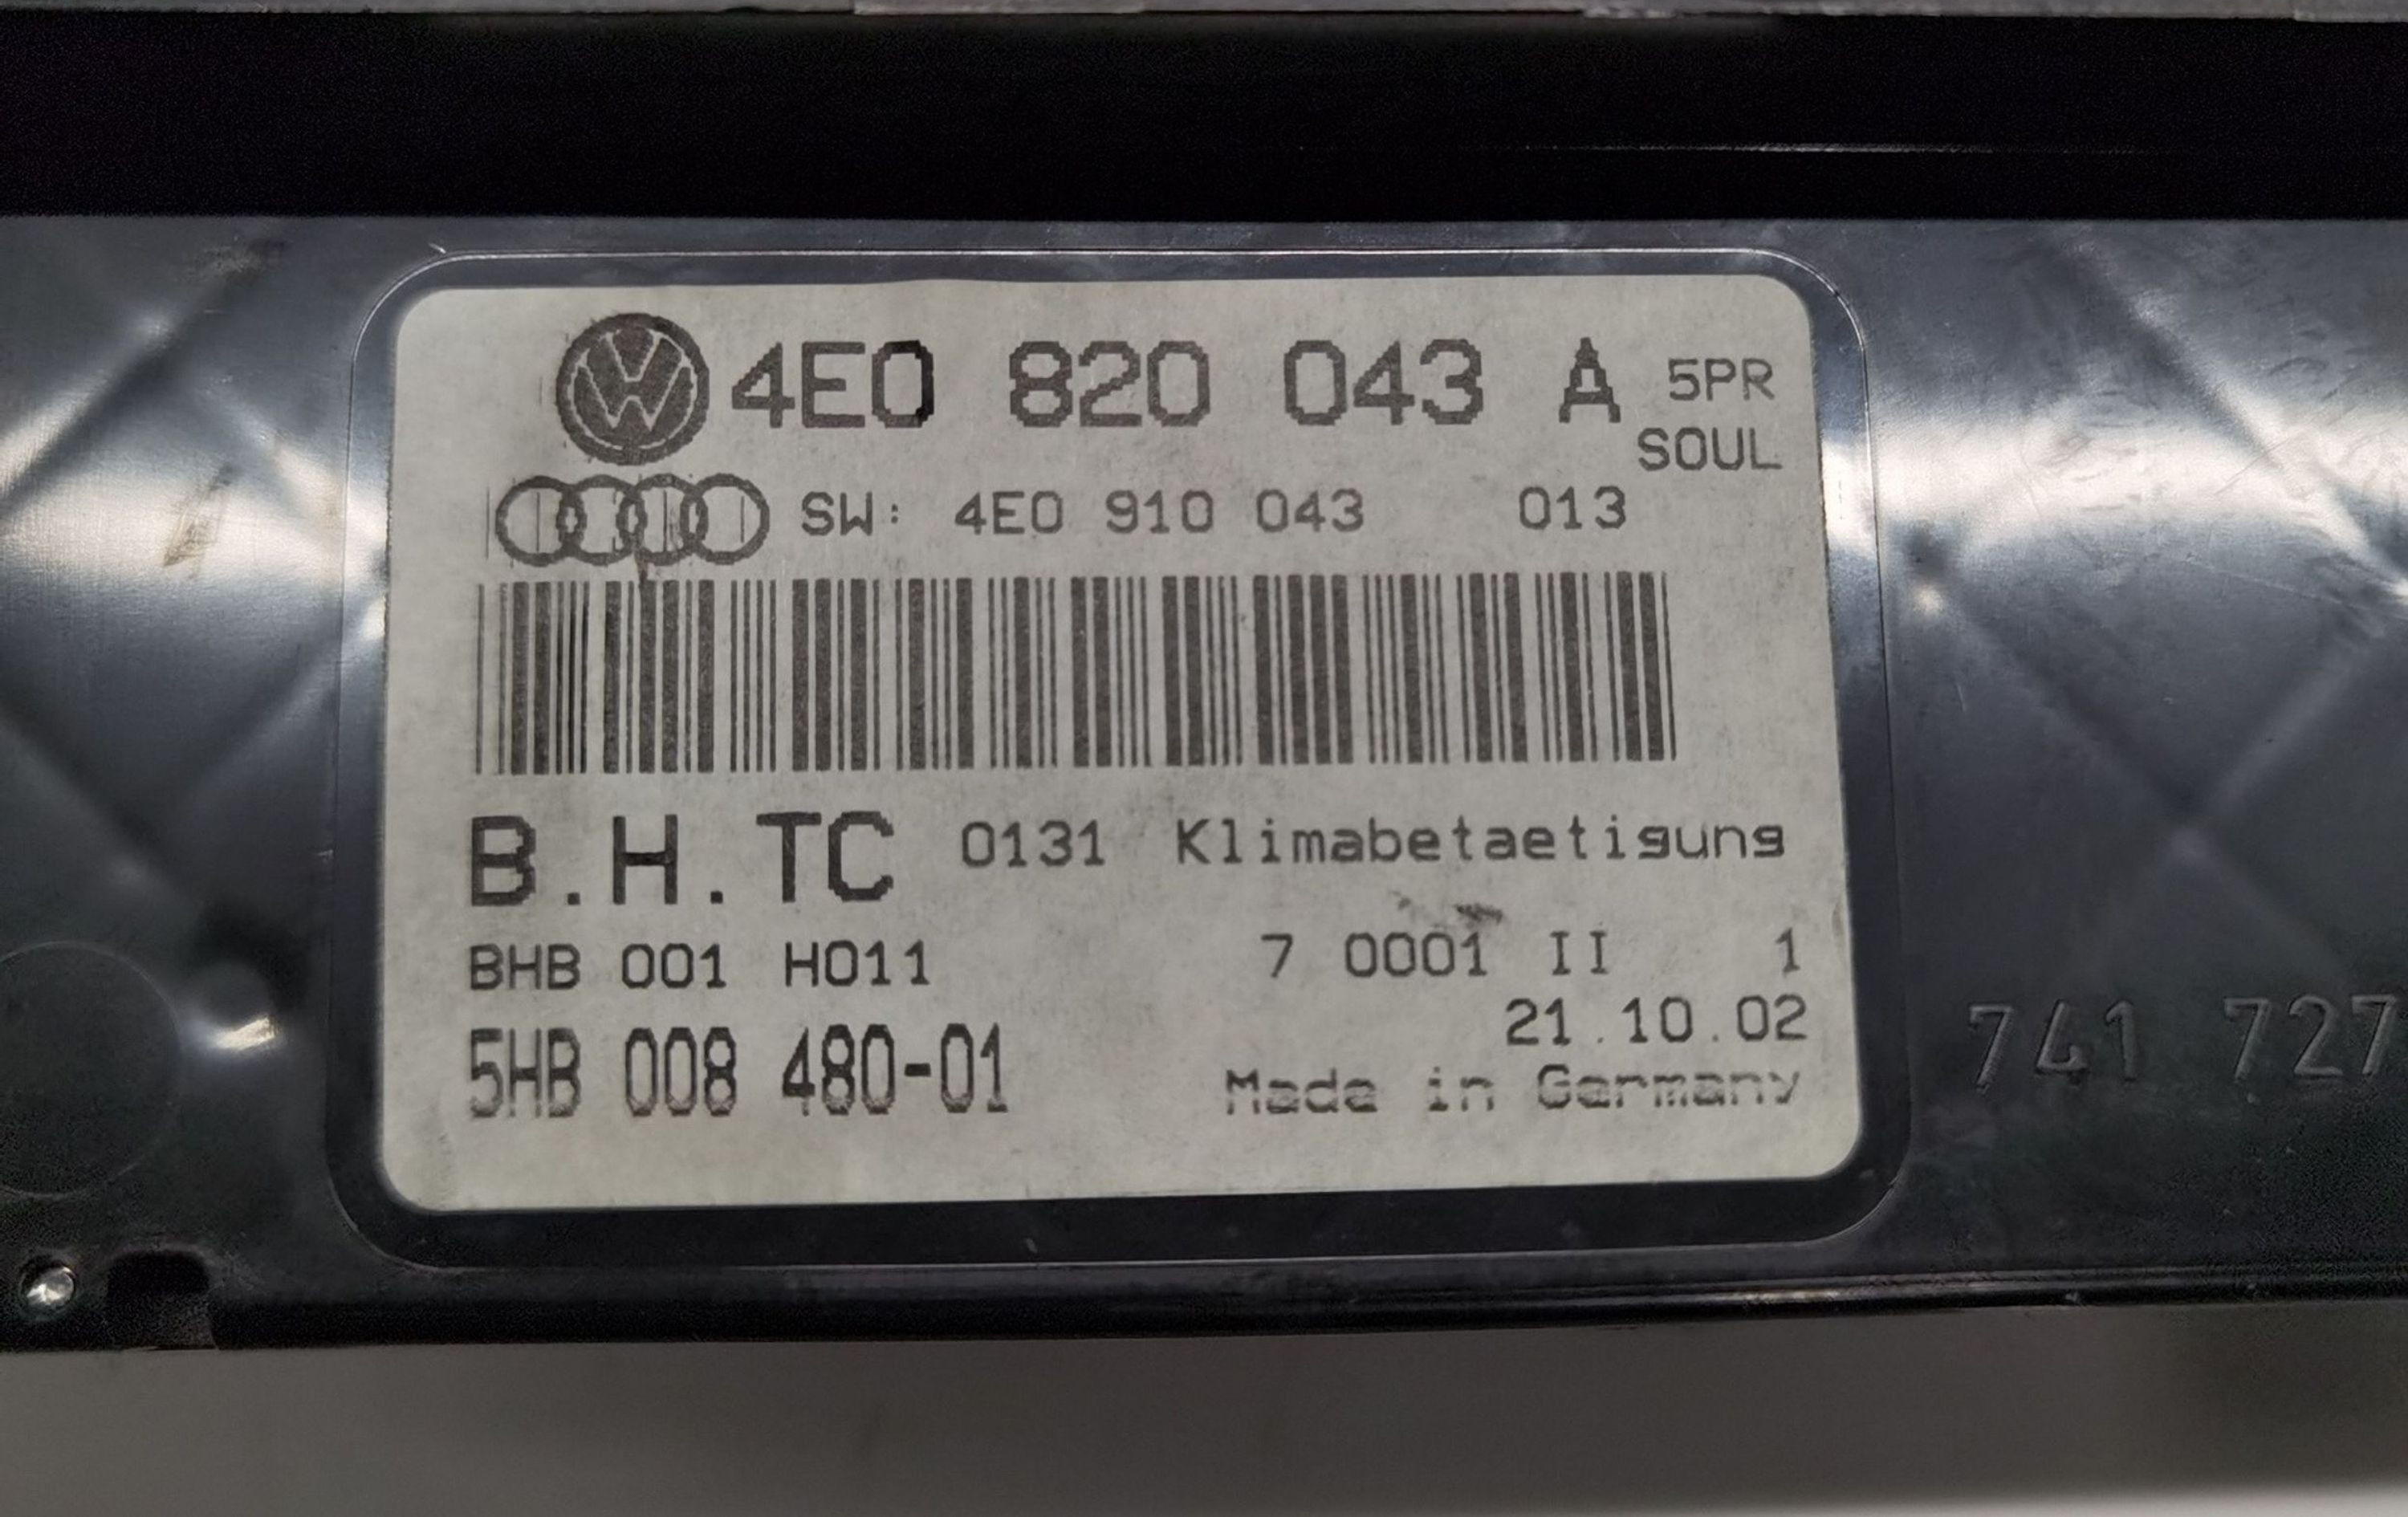 4E0 820 043 A 5PR
SOUL
SW: 4E0 910 043 013
B.H.TC 0131 Klimabetaetigung
BHB 001 H011 7 0001 II 1
21.10.02
5HB 008 480-01 Made in Germany
741 727